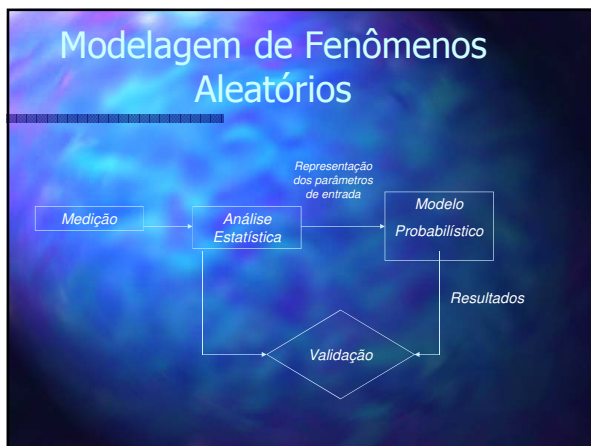 Modelagem de Fenômenos
Aleatórios
Representação
dos parâmetros
de entrada
Medição
Análise
Estatística
Modelo
Probabilístico
Resultados
Validação